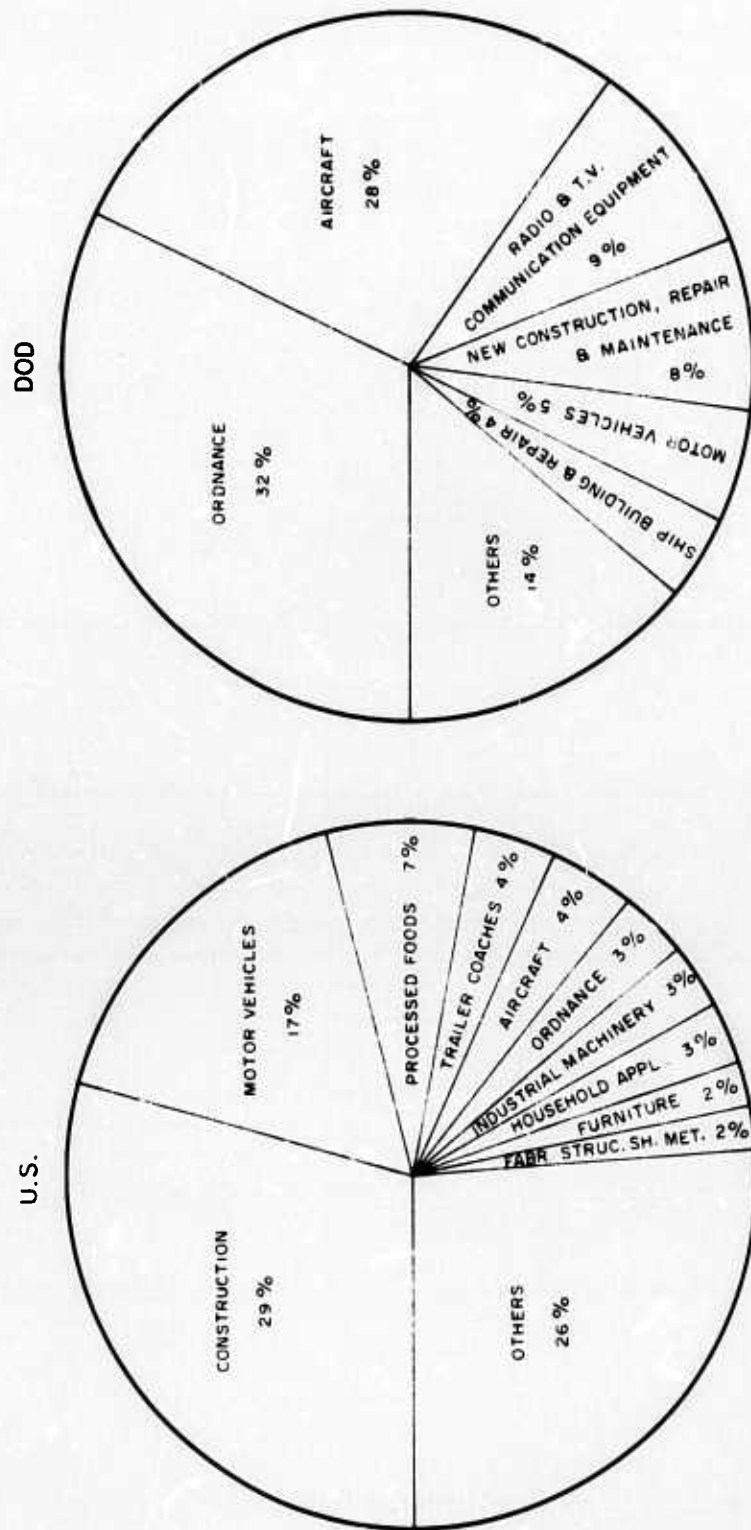 U.S.
CONSTRUCTION
29%
MOTOR VEHICLES
17%
PROCESSED FOODS 7%
TRAILER COACHES 4%
AIRCRAFT 4%
ORDNANCE 3%
INDUSTRIAL MACHINERY 3%
HOUSEHOLD APPL. 3%
FURNITURE 2%
FABR STRUC. SH. MET. 2%
OTHERS
26%
DOD
ORDNANCE
32%
AIRCRAFT
28%
RADIO & T.V.
COMMUNICATION EQUIPMENT
9%
NEW CONSTRUCTION, REPAIR
& MAINTENANCE
8%
MOTOR VEHICLES 5%
SHIP BUILDING & REPAIR 4%
OTHERS
14%